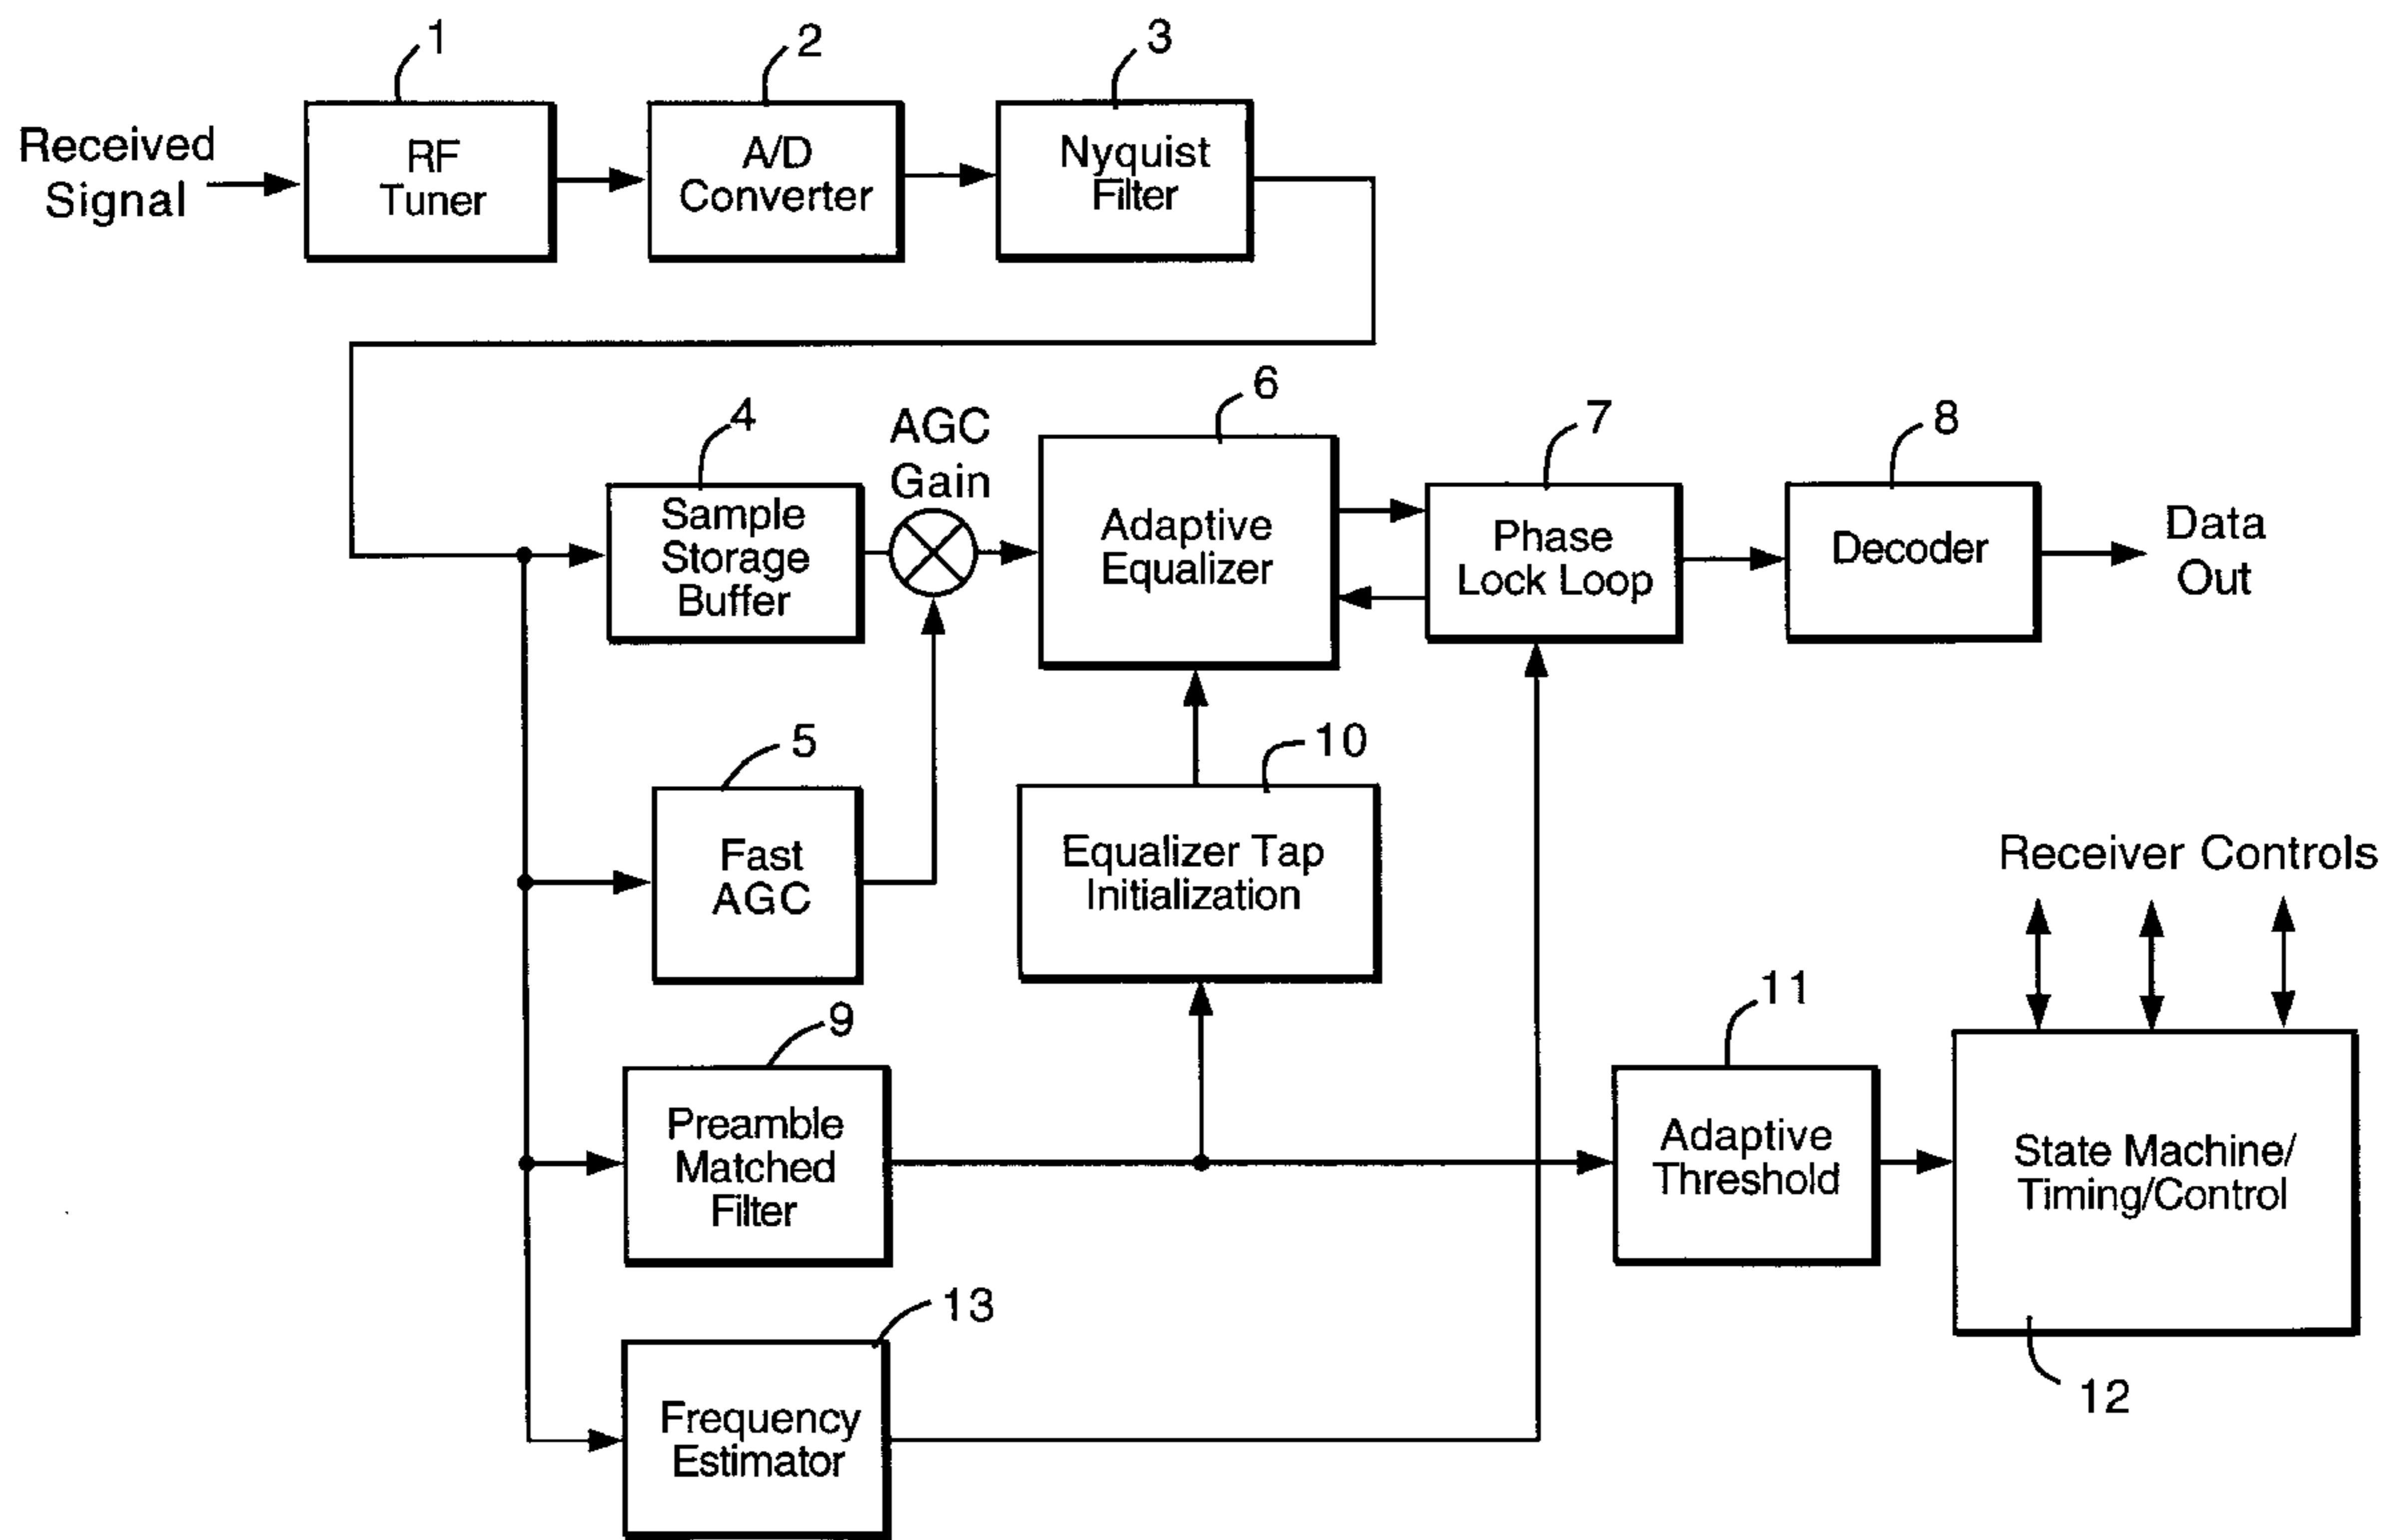 1
2
3
Received
Signal
RF
Tuner
A/D
Converter
Nyquist
Filter
4
AGC
Gain
6
7
8
Sample
Storage
Buffer
Adaptive
Equalizer
Phase
Lock Loop
Decoder
Data
Out
5
10
Fast
AGC
Equalizer Tap
Initialization
Receiver Controls
9
11
Preamble
Matched
Filter
Adaptive
Threshold
State Machine/
Timing/Control
13
12
Frequency
Estimator